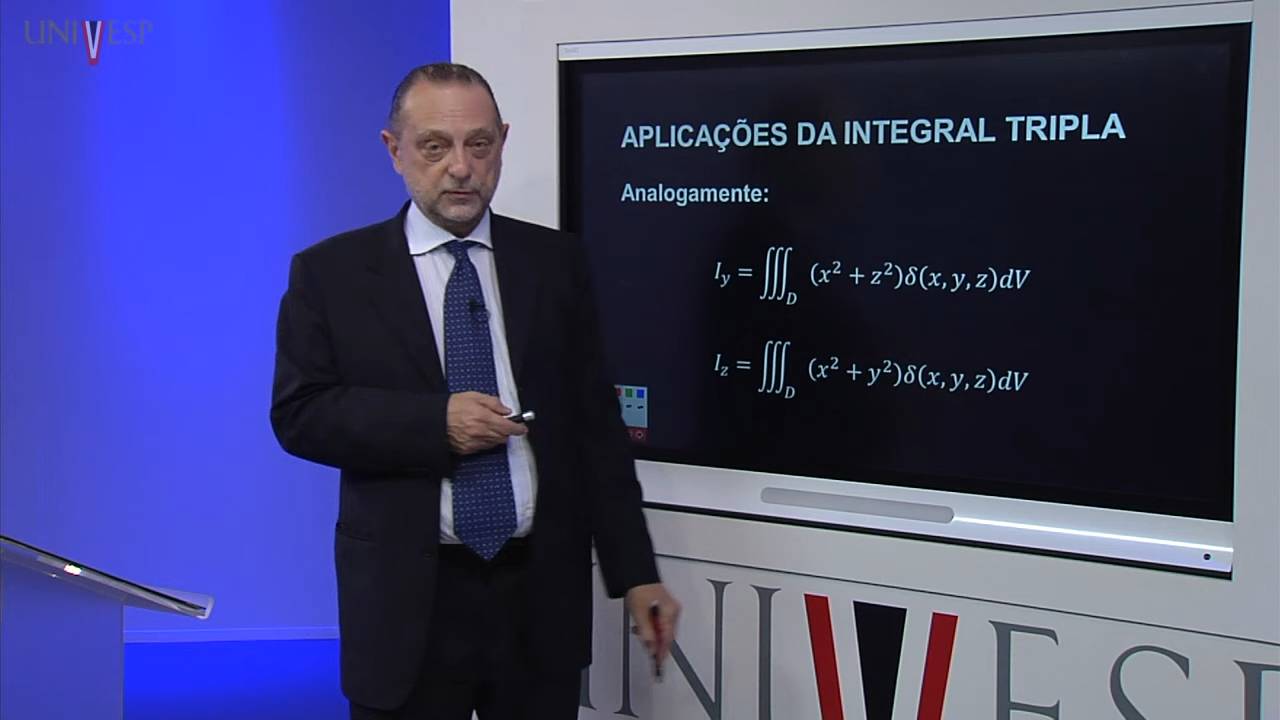 UNIVESP
APLICAÇÕES DA INTEGRAL TRIPLA
Analogamente:
I_y = ∭_D (x² + z²)δ(x, y, z)dV
I_z = ∭_D (x² + y²)δ(x, y, z)dV
UNIVESP